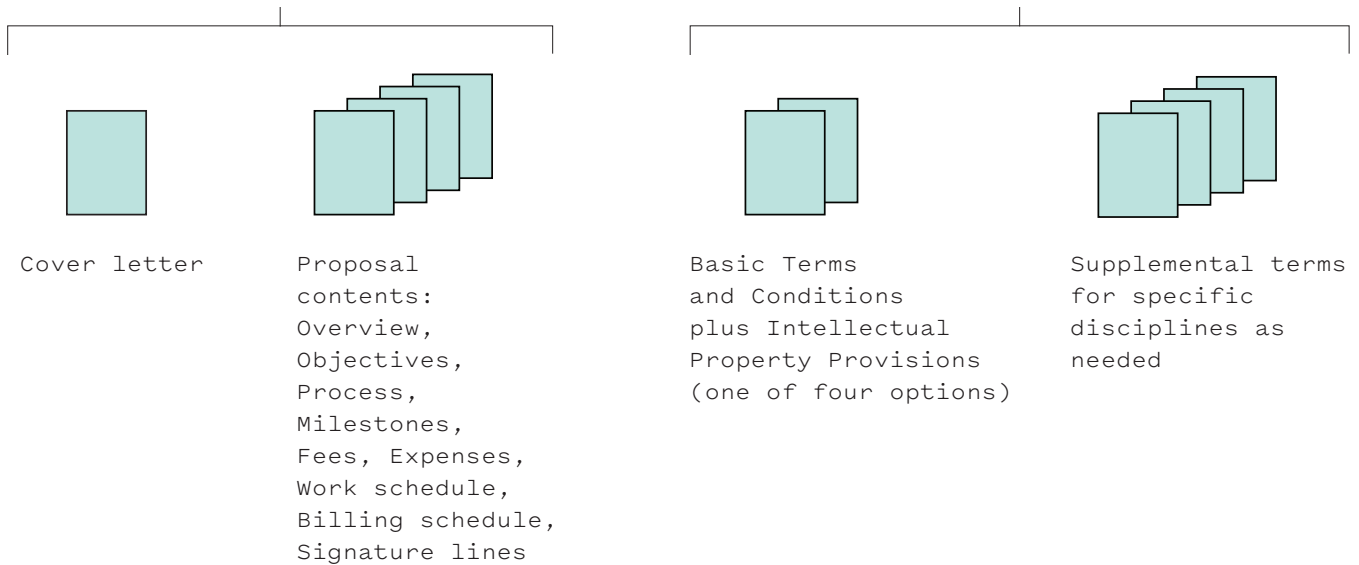 Cover letter
Proposal
contents:
Overview,
Objectives,
Process,
Milestones,
Fees, Expenses,
Work schedule,
Billing schedule,
Signature lines
Basic Terms
and Conditions
plus Intellectual
Property Provisions
(one of four options)
Supplemental terms
for specific
disciplines as
needed